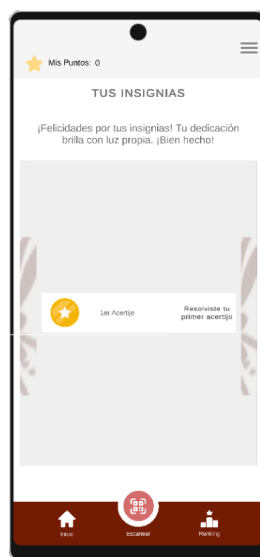 Mis Puntos: 0
TUS INSIGNIAS
¡Felicidades por tus insignias! Tu dedicación
brilla con luz propia. ¡Bien hecho!
1er Acertijo
Resolviste tu
primer acertijo
Inicio
Escanear
Ranking